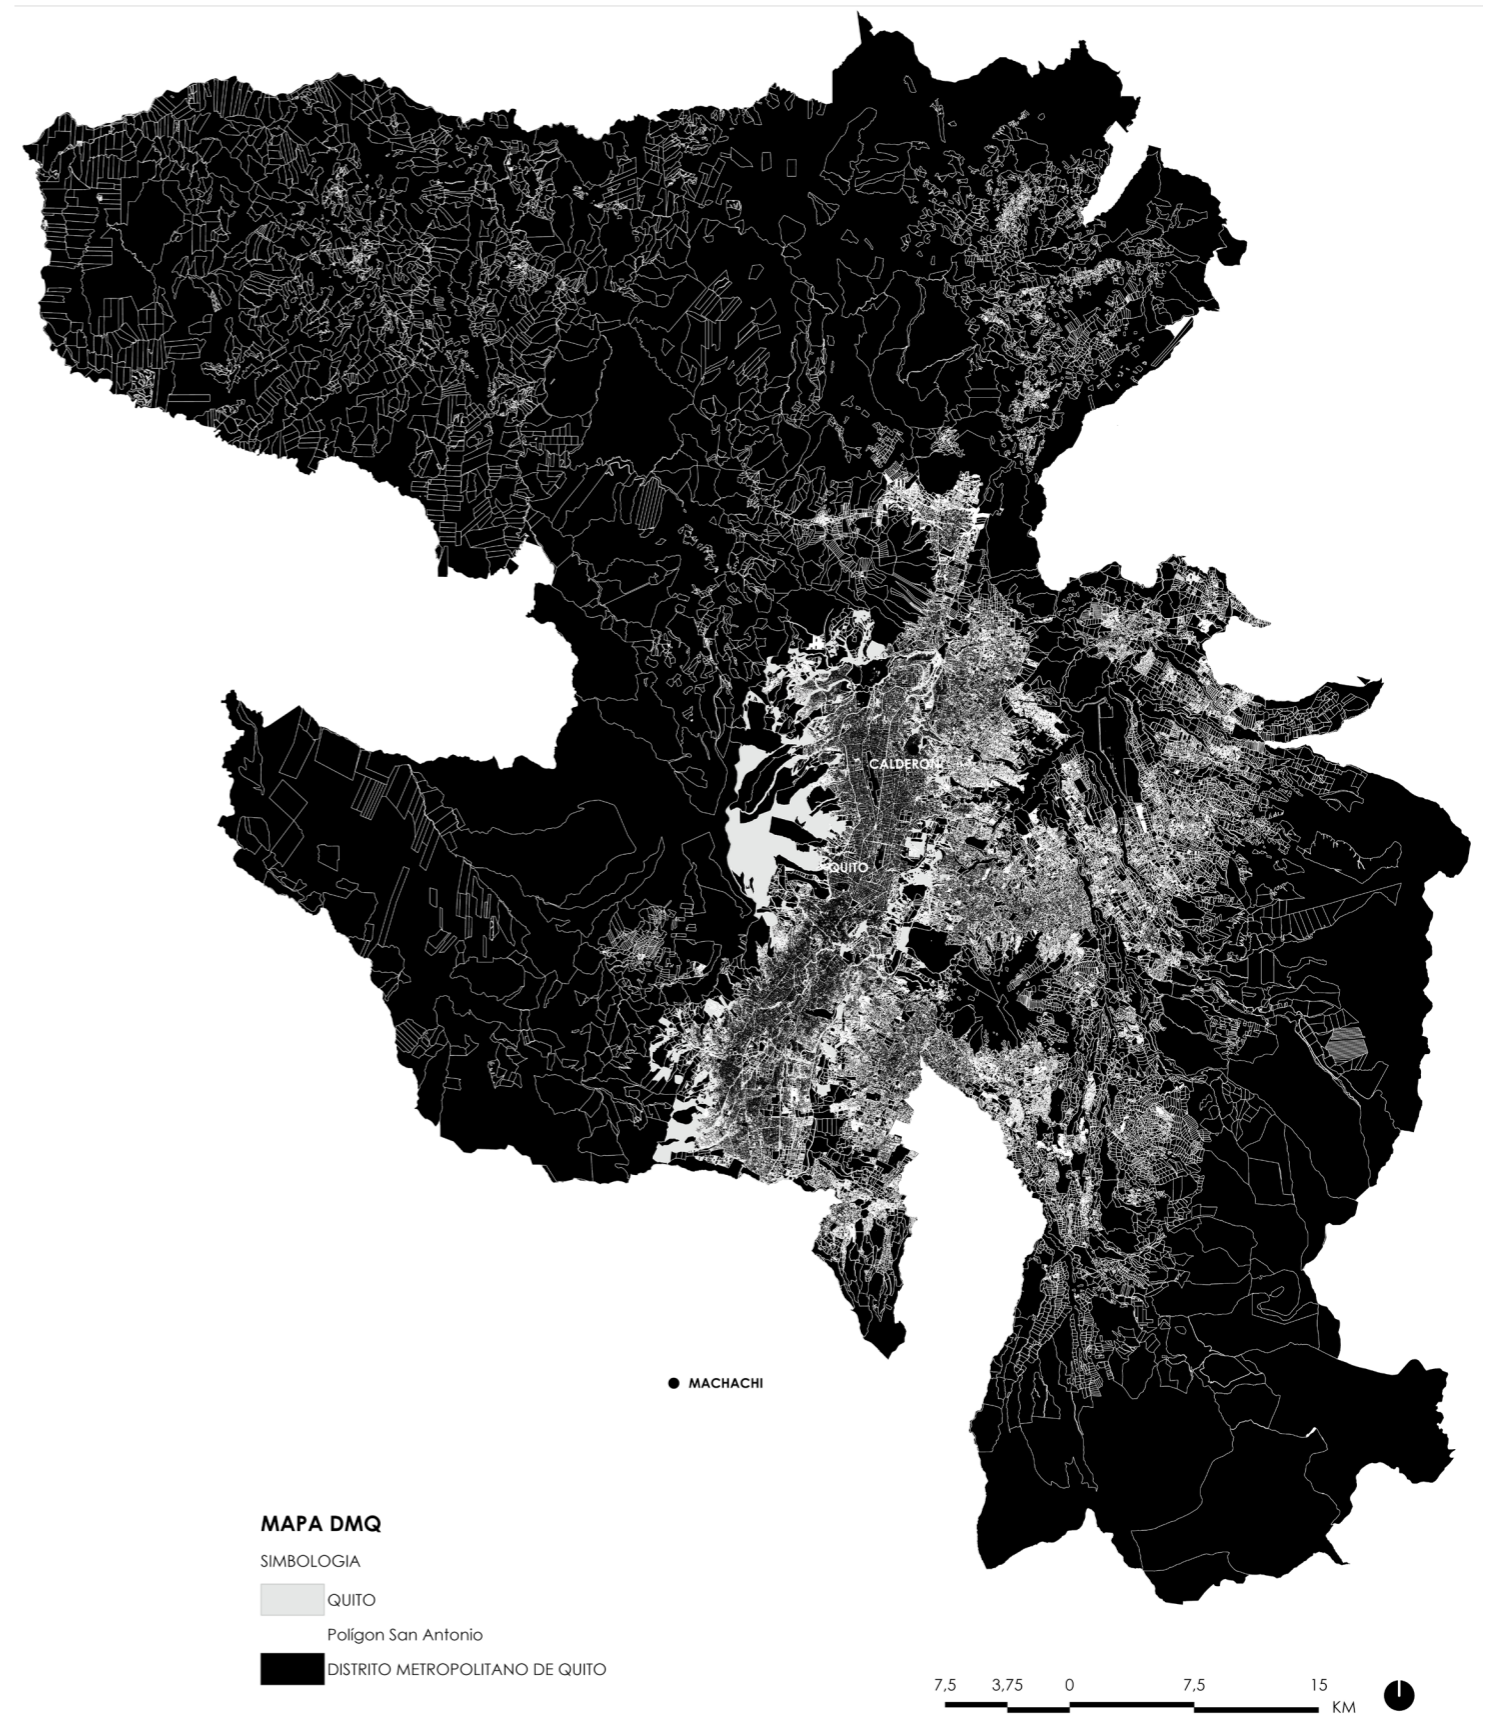 CALDERON
QUITO
MACHACHI
MAPA DMQ
SIMBOLOGIA
QUITO
Polígon San Antonio
DISTRITO METROPOLITANO DE QUITO
7,5 3,75 0 7,5 15
KM